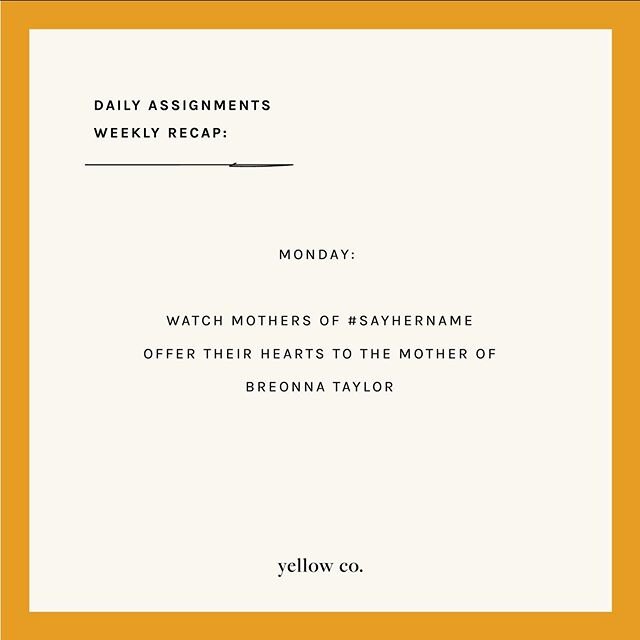 DAILY ASSIGNMENTS
WEEKLY RECAP:
MONDAY:
WATCH MOTHERS OF #SAYHERNAME
OFFER THEIR HEARTS TO THE MOTHER OF
BREONNA TAYLOR
yellow co.